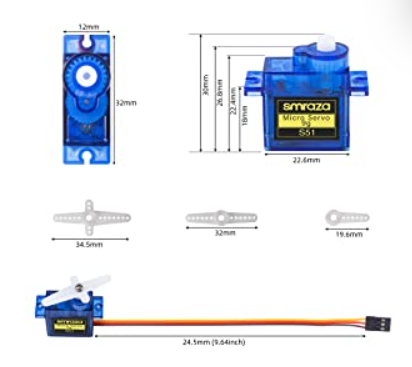 12mm
32mm
30mm
26.6mm
22.4mm
18mm
smraza
Micro Servo
9g
S51
22.6mm
34.5mm
32mm
19.6mm
smraza
24.5mm (9.64inch)